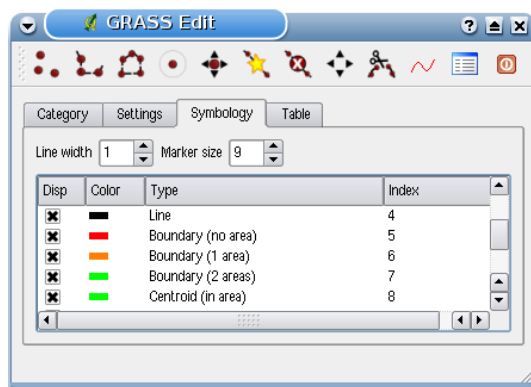 GRASS Edit
Category Settings Symbology Table
Line width 1 Marker size 9
Disp Color Type Index
Line 4
Boundary (no area) 5
Boundary (1 area) 6
Boundary (2 areas) 7
Centroid (in area) 8